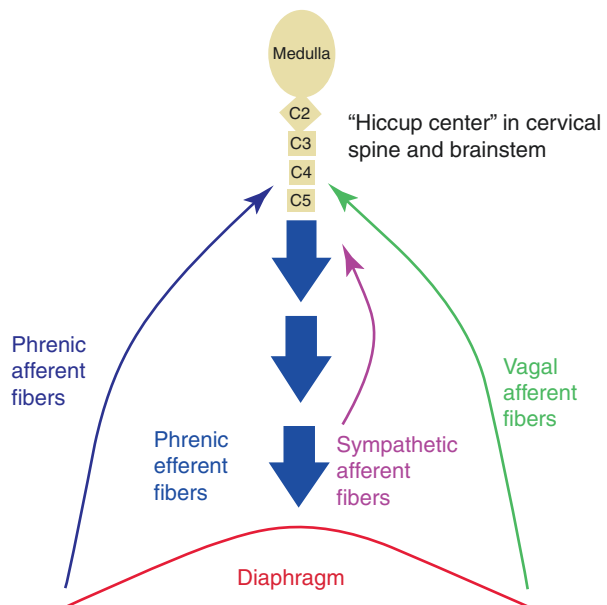 Medulla
C2
C3
C4
C5
“Hiccup center” in cervical
spine and brainstem
Phrenic
afferent
fibers
Vagal
afferent
fibers
Phrenic
efferent
fibers
Sympathetic
afferent
fibers
Diaphragm